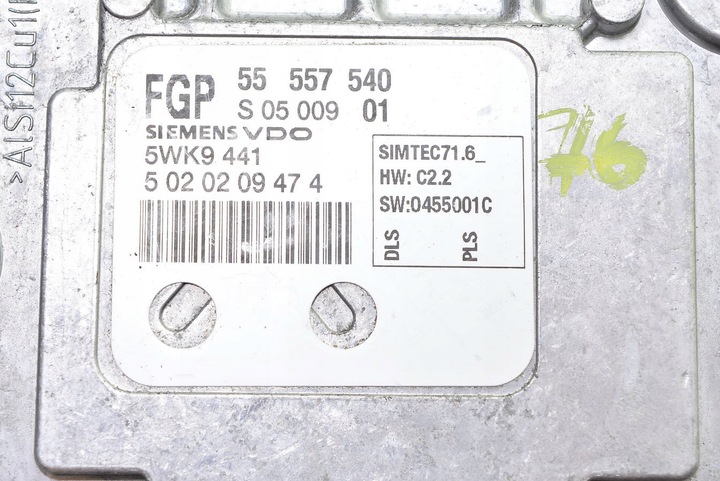 >AlSi12Cu1(F
FGP 55 557 540
S 05 009 01
SIEMENS VDO
5WK9 441
5 02 02 09 47 4
SIMTEC71.6_
HW: C2.2
SW:0455001C
DLS PLS
76